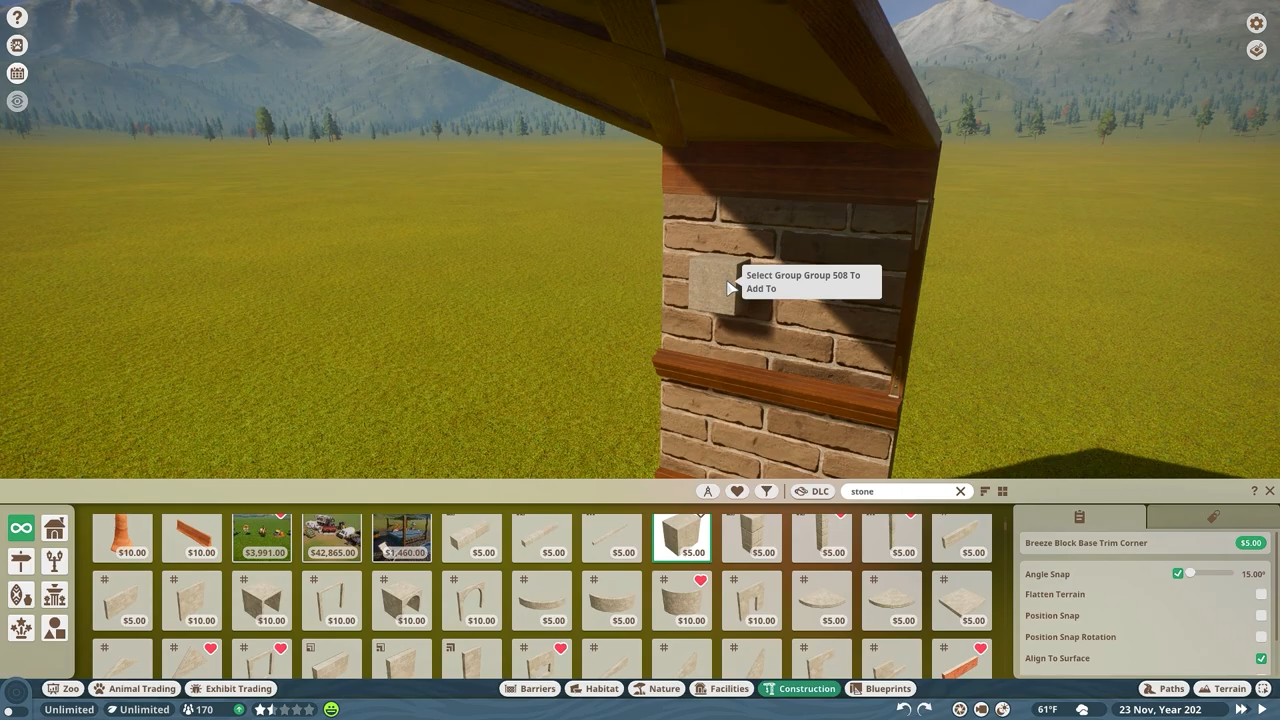 ?
Select Group Group 508 To
Add To
DLC
stone
?
$10.00
$10.00
$3,991.00
$42,865.00
$1,460.00
$5.00
$5.00
$5.00
$5.00
$5.00
$5.00
$5.00
$5.00
$5.00
$10.00
$10.00
$10.00
$10.00
$10.00
$5.00
$5.00
$10.00
$10.00
$5.00
$5.00
$5.00
Breeze Block Base Trim Corner
$5.00
Angle Snap
15.00°
Flatten Terrain
Position Snap
Position Snap Rotation
Align To Surface
Zoo
Animal Trading
Exhibit Trading
Barriers
Habitat
Nature
Facilities
Construction
Blueprints
Paths
Terrain
Unlimited
Unlimited
170
61°F
23 Nov, Year 202